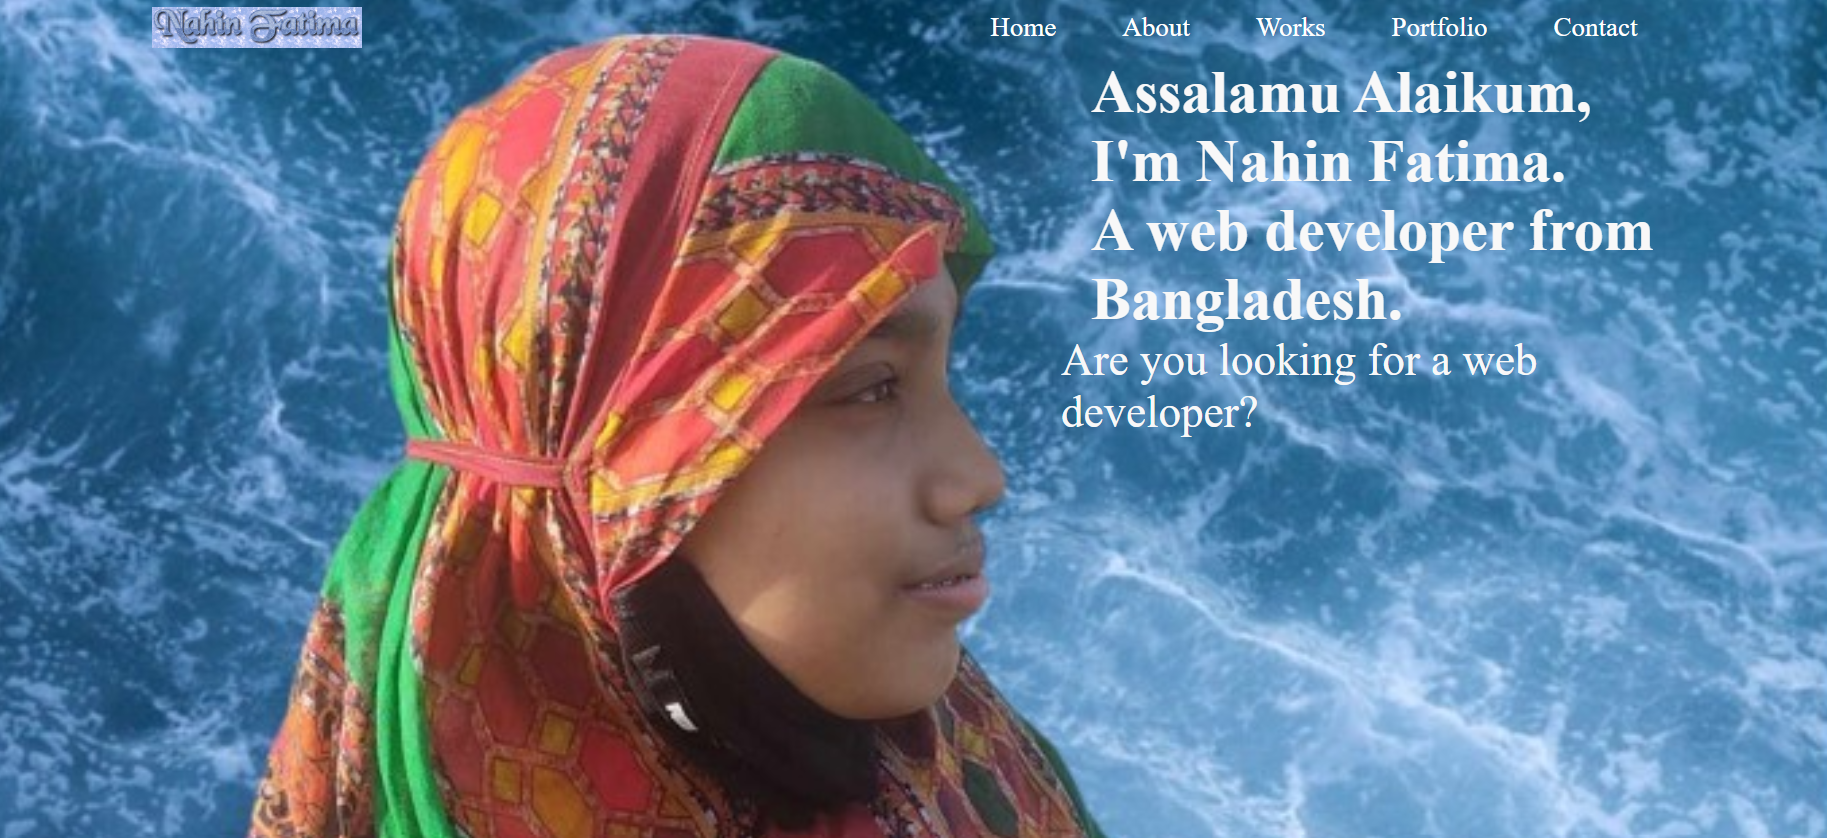 Nahin Fatima
Home About Works Portfolio Contact
Assalamu Alaikum,
I'm Nahin Fatima.
A web developer from
Bangladesh.
Are you looking for a web
developer?